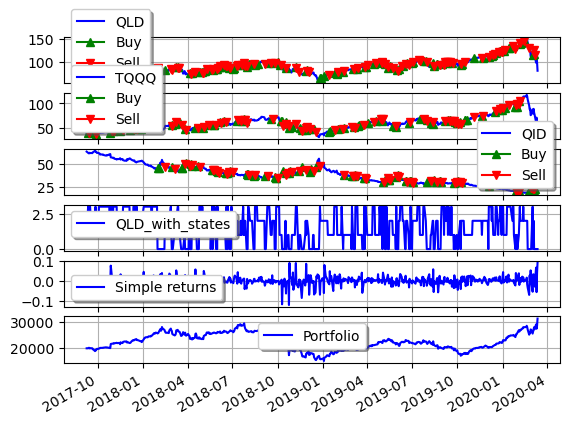 QLD
Buy
Sell
150
100
TQQQ
Buy
Sell
100
50
QID
Buy
Sell
50
25
QLD_with_states
2.5
0.0
Simple returns
0.1
0.0
−0.1
Portfolio
30000
20000
2017-10 2018-01 2018-04 2018-07 2018-10 2019-01 2019-04 2019-07 2019-10 2020-01 2020-04